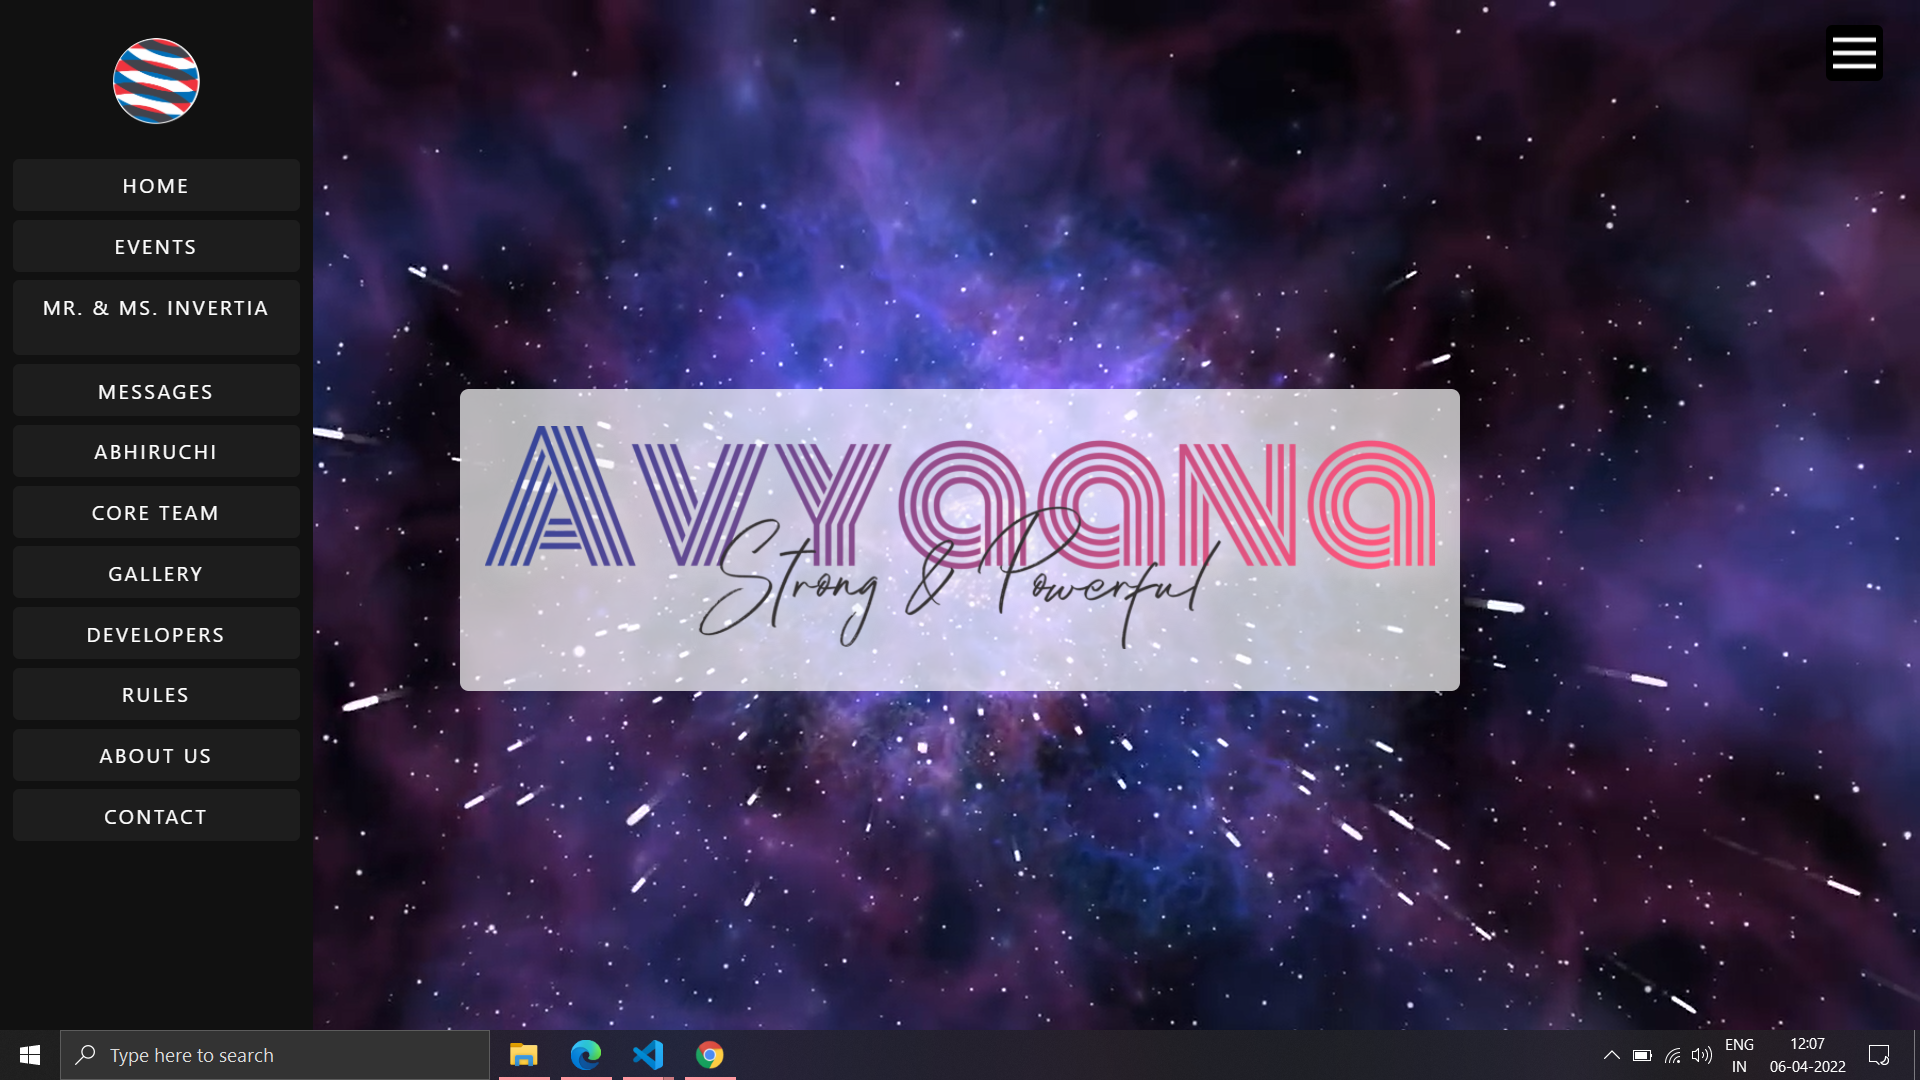 HOME
EVENTS
MR. & MS. INVERTIA
MESSAGES
ABHIRUCHI
CORE TEAM
GALLERY
DEVELOPERS
RULES
ABOUT US
CONTACT
Avyaana
Strong & Powerful
Type here to search
ENG
IN
12:07
06-04-2022